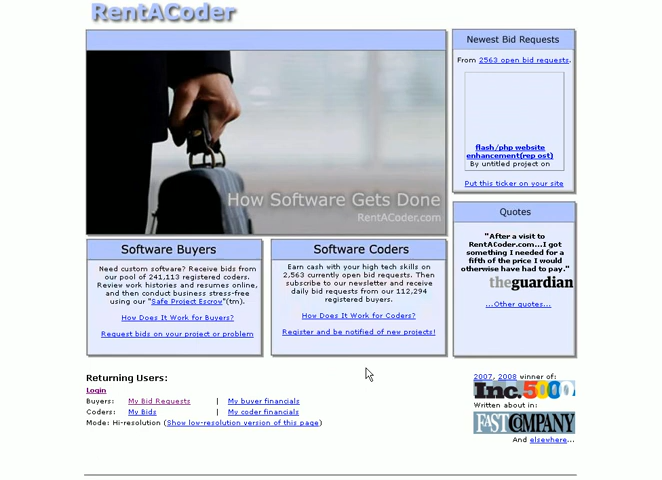 RentACoder
How Software Gets Done
RentACoder.com
Newest Bid Requests
From 2563 open bid requests.
flash/php website
enhancement(rep ost)
By untitled project on
Put this ticker on your site
Quotes
"After a visit to
RentACoder.com...I got
something I needed for a
fifth of the price I would
otherwise have had to pay."
theguardian
...Other quotes...
Software Buyers
Need custom software? Receive bids from
our pool of 241,113 registered coders.
Review work histories and resumes online,
and then conduct business stress-free
using our "Safe Project Escrow"(tm).
How Does It Work for Buyers?
Request bids on your project or problem
Software Coders
Earn cash with your high tech skills on
2,563 currently open bid requests. Then
subscribe to our newsletter and receive
daily bid requests from our 112,294
registered buyers.
How Does It Work for Coders?
Register and be notified of new projects!
Returning Users:
Login
Buyers: My Bid Requests | My buyer financials
Coders: My Bids | My coder financials
Mode: Hi-resolution (Show low-resolution version of this page)
2007, 2008 winner of:
Inc.5000
Written about in:
FAST COMPANY
And elsewhere...